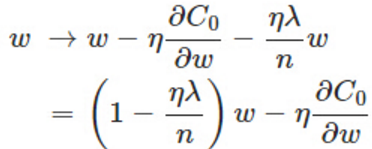 w → w − η ∂C₀/∂w − ηλ/n w
= (1 − ηλ/n) w − η ∂C₀/∂w